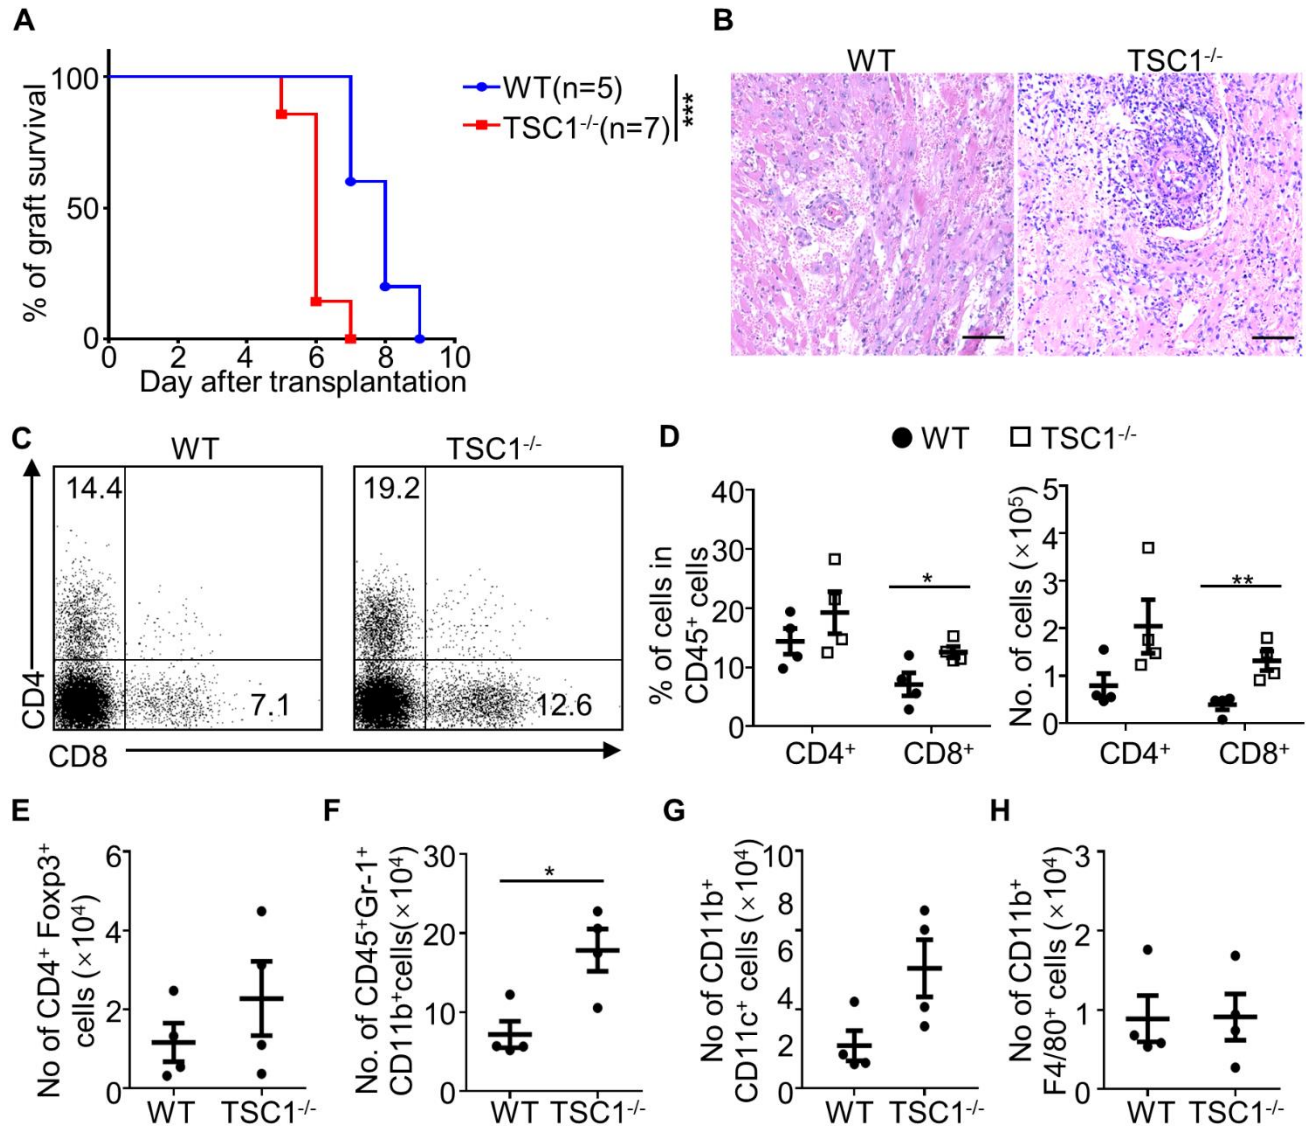 A
% of graft survival
100
50
0
0 2 4 6 8 10
Day after transplantation
WT(n=5)
TSC1⁻/⁻(n=7)
***
B
WT TSC1⁻/⁻
C
WT TSC1⁻/⁻
14.4
7.1
19.2
12.6
CD4
CD8
D
WT TSC1⁻/⁻
% of cells in
CD45⁺ cells
40
30
20
10
0
*
CD4⁺ CD8⁺
No. of cells (×10⁵)
5
4
3
2
1
0
**
CD4⁺ CD8⁺
E
No of CD4⁺ Foxp3⁺
cells (×10⁴)
6
4
2
0
WT TSC1⁻/⁻
F
No. of CD45⁺Gr-1⁺
CD11b⁺cells(×10⁴)
30
20
10
0
*
WT TSC1⁻/⁻
G
No of CD11b⁺
CD11c⁺ cells (×10⁴)
10
8
6
4
2
0
WT TSC1⁻/⁻
H
No of CD11b⁺
F4/80⁺ cells (×10⁴)
3
2
1
0
WT TSC1⁻/⁻